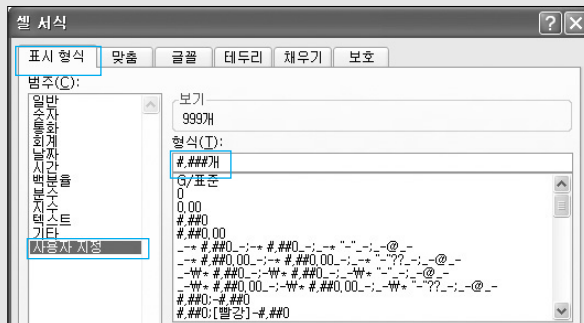 셀 서식
표시 형식 맞춤 글꼴 테두리 채우기 보호
범주(C):
일반
숫자
통화
회계
날짜
시간
백분율
분수
지수
텍스트
기타
사용자 지정
보기
999개
형식(T):
#,###개
G/표준
0
0,00
#,##0
#,##0,00
_-* #,##0_-;-* #,##0_-;_-* "-"_-;_-@_-
_-* #,##0,00_-;-* #,##0,00_-;_-* "-"??_-;_-@_-
_-₩* #,##0_-;-₩* #,##0_-;_-₩* "-"_-;_-@_-
_-₩* #,##0,00_-;-₩* #,##0,00_-;_-₩* "-"??_-;_-@_-
#,##0;-#,##0
#,##0;[빨강]-#,##0